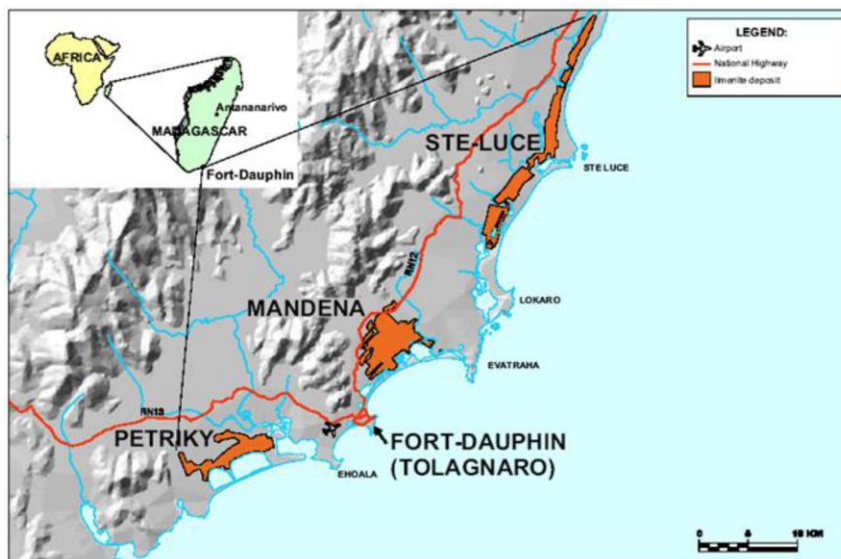 AFRICA
Antananarivo
MADAGASCAR
Fort-Dauphin
LEGEND:
Airport
National Highway
Ilmenite deposit
STE-LUCE
STE LUCE
RN12
MANDENA
LOKARO
EVATRAHA
RN13
PETRIKY
FORT-DAUPHIN
(TOLAGNARO)
EHOALA
0 5 10 KM